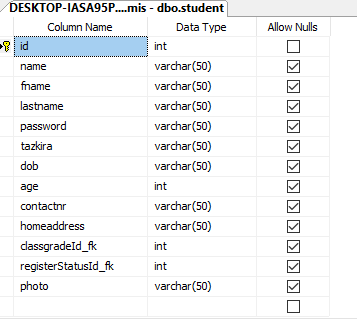 DESKTOP-IASA95P....mis - dbo.student
Column Name Data Type Allow Nulls
id int
name varchar(50)
fname varchar(50)
lastname varchar(50)
password varchar(50)
tazkira varchar(50)
dob varchar(50)
age int
contactnr varchar(50)
homeaddress varchar(50)
classgradeId_fk int
registerStatusId_fk int
photo varchar(50)